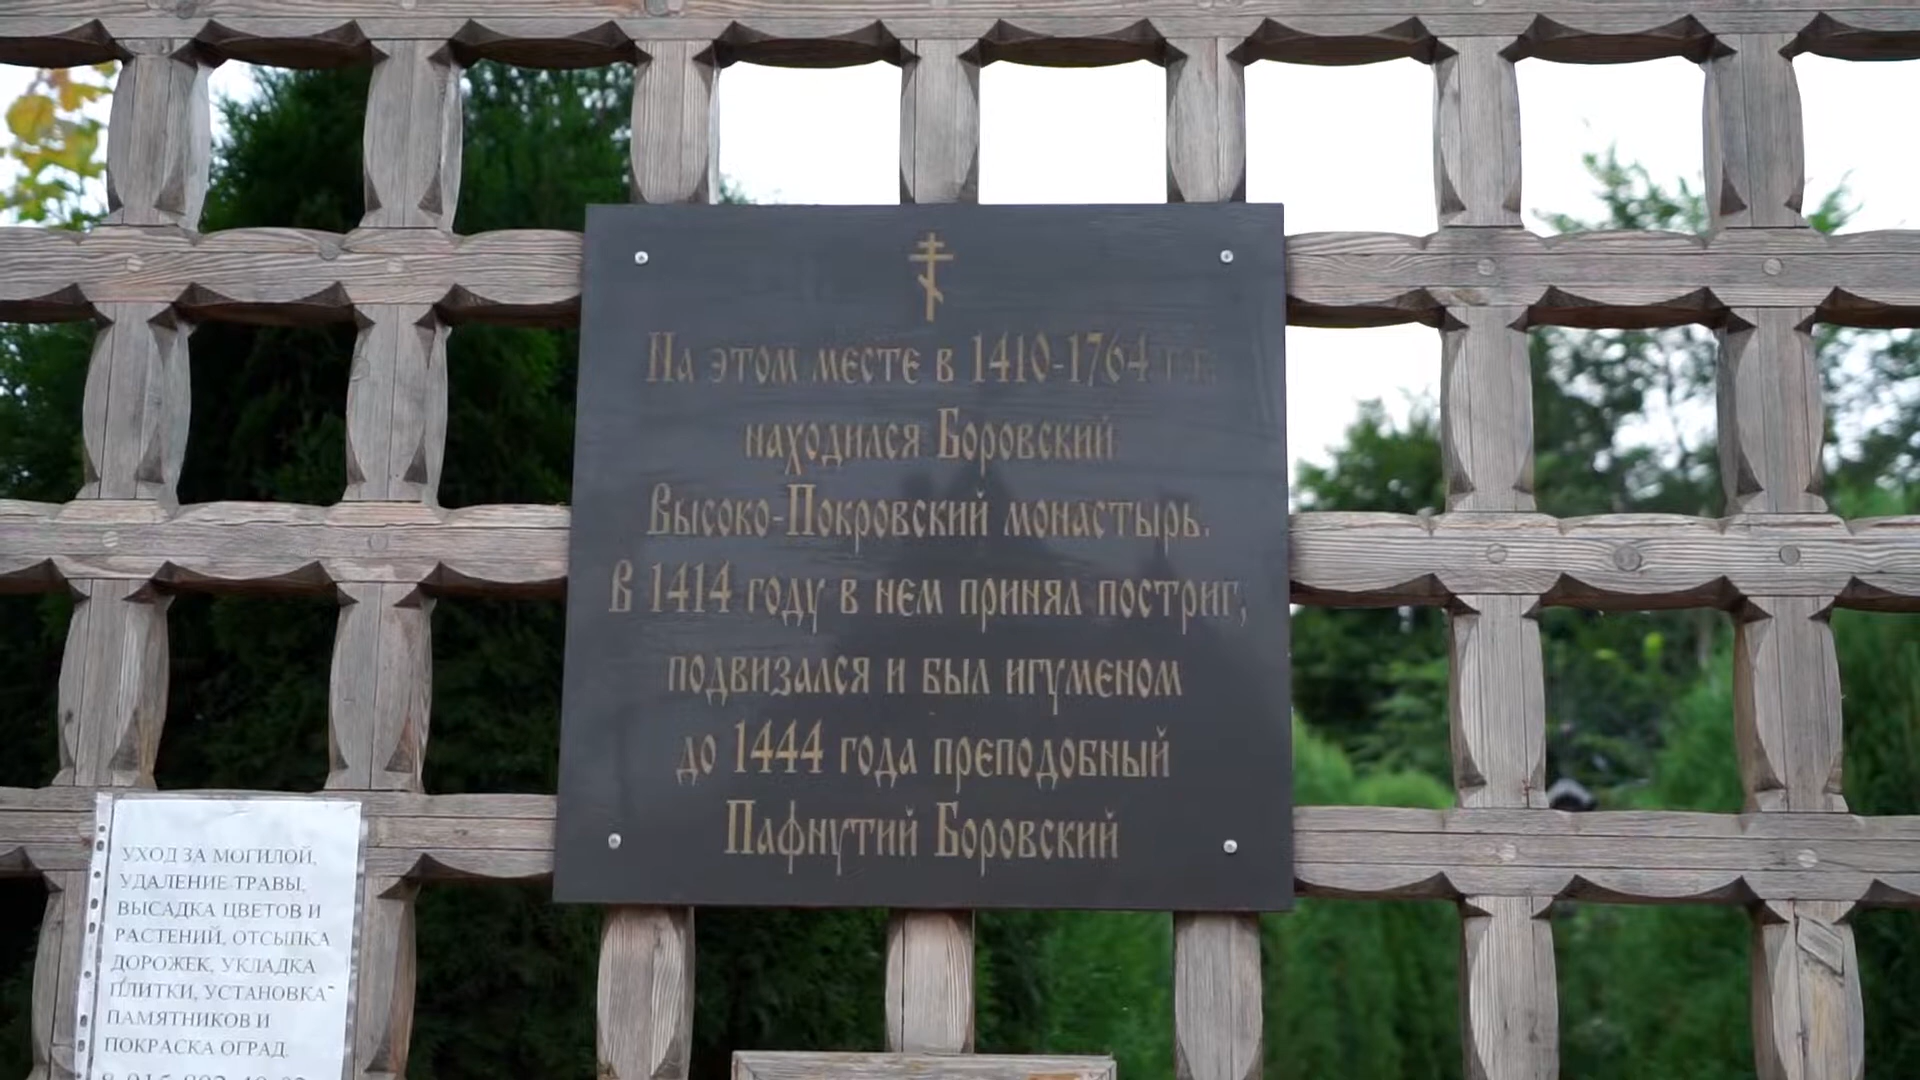 На этом месте в 1410-1764 г.г.
находился Боровский
Высоко-Покровский монастырь.
В 1414 году в нем принял постриг,
подвизался и был игуменом
до 1444 года преподобный
Пафнутий Боровский
УХОД ЗА МОГИЛОЙ,
УДАЛЕНИЕ ТРАВЫ,
ВЫСАДКА ЦВЕТОВ И
РАСТЕНИЙ, ОТСЫПКА
ДОРОЖЕК, УКЛАДКА
ПЛИТКИ, УСТАНОВКА
ПАМЯТНИКОВ И
ПОКРАСКА ОГРАД.